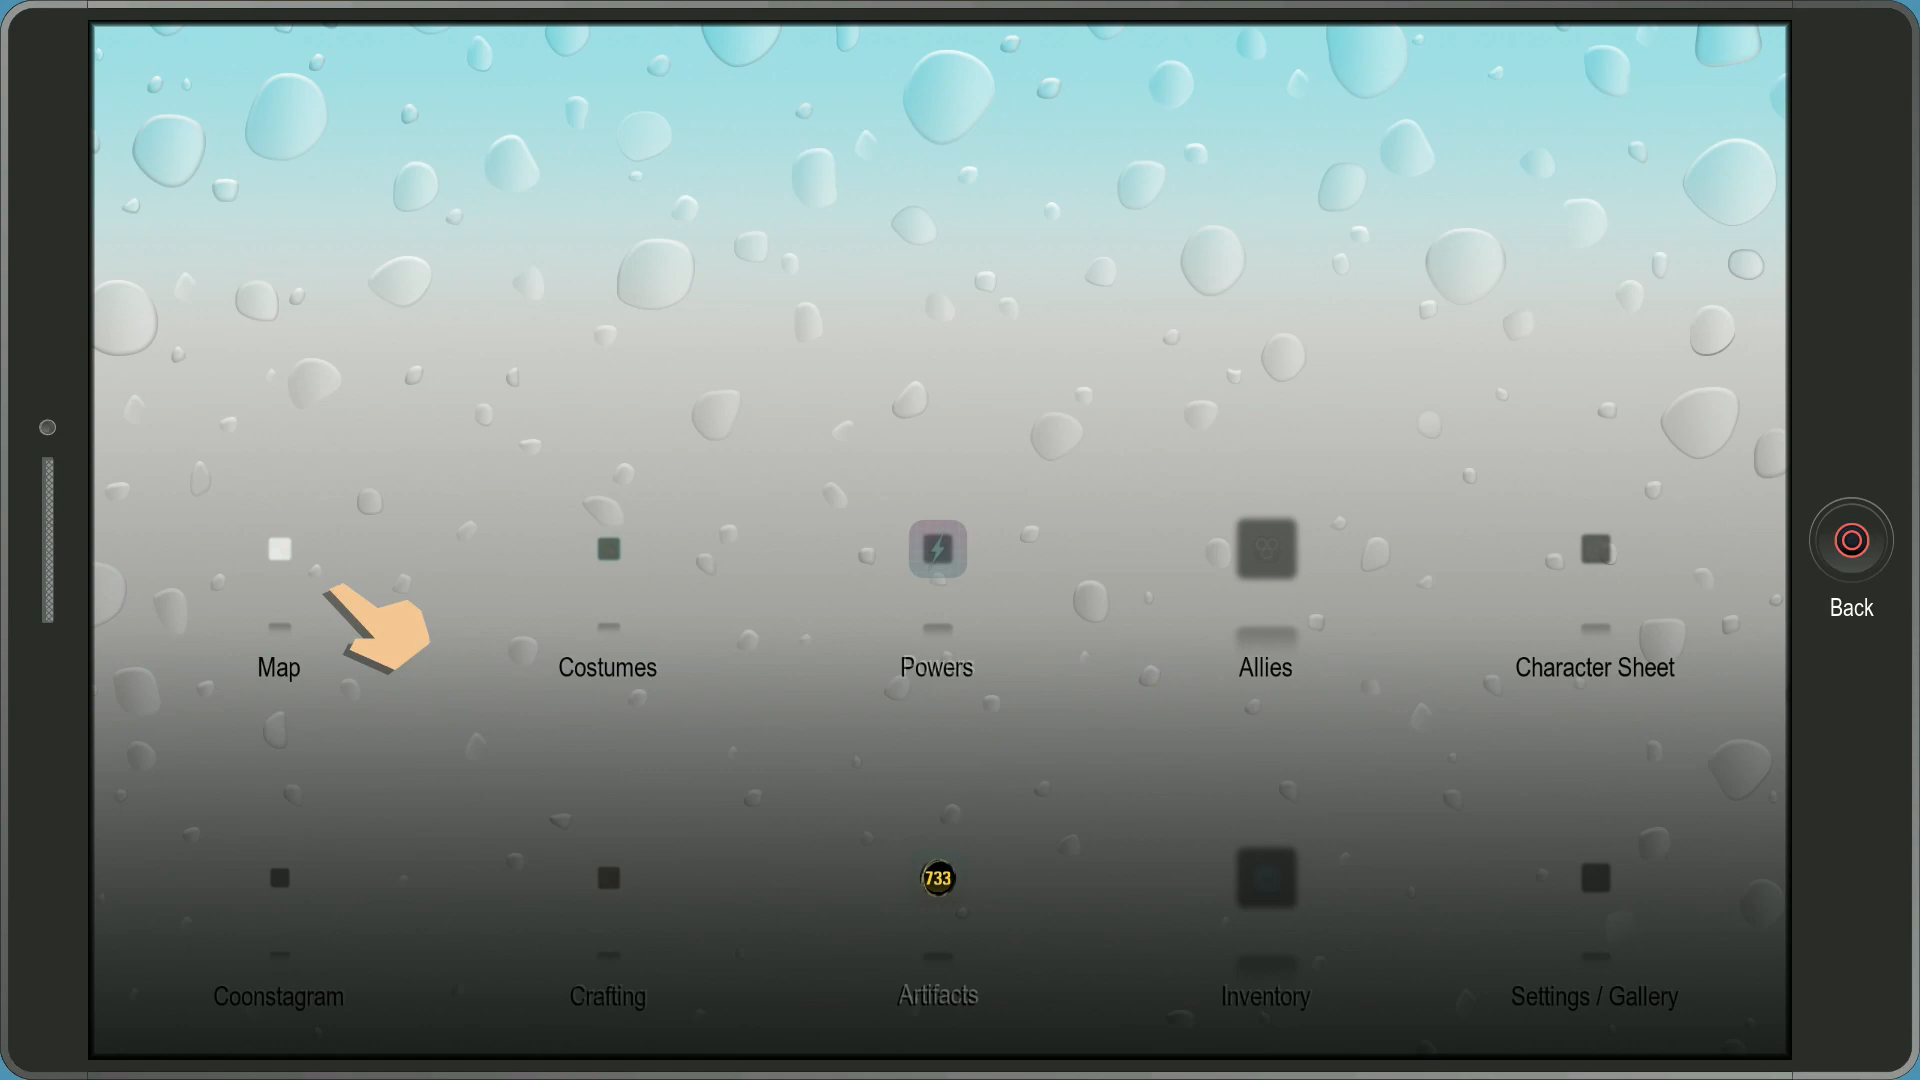 Back
Map
Costumes
Powers
Allies
Character Sheet
733
Coonstagram
Crafting
Artifacts
Inventory
Settings / Gallery